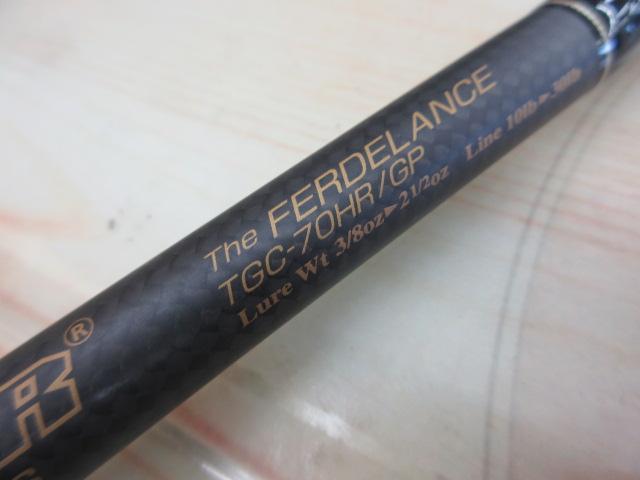 R®
The FERDELANCE
TGC-70HR/GP
Lure Wt 3/8oz▸2 1/2oz Line 10lb▸30lb